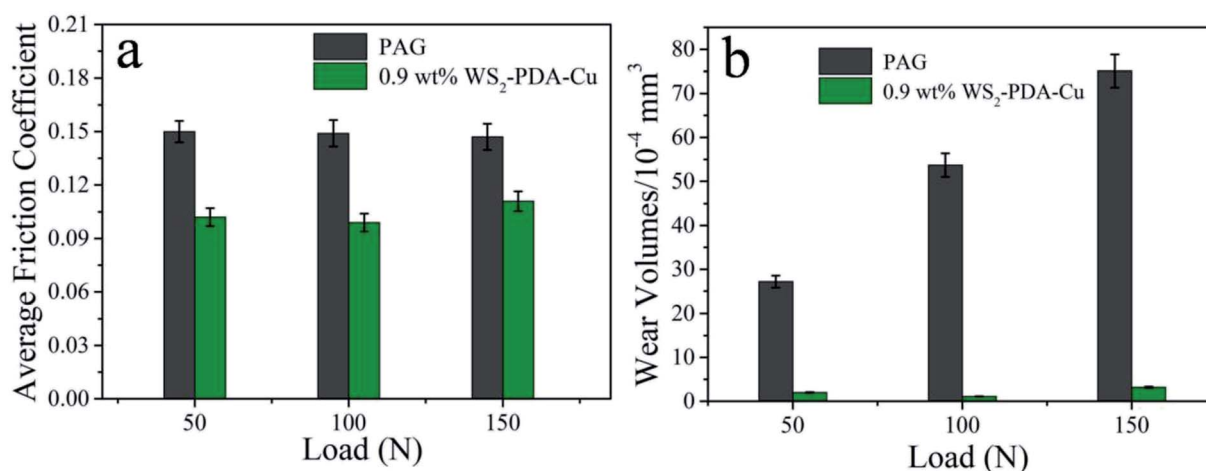 a
PAG
0.9 wt% WS₂-PDA-Cu
Average Friction Coefficient
0.21
0.18
0.15
0.12
0.09
0.06
0.03
0.00
50
100
150
Load (N)
b
PAG
0.9 wt% WS₂-PDA-Cu
Wear Volumes/10⁻⁴ mm³
80
70
60
50
40
30
20
10
0
50
100
150
Load (N)